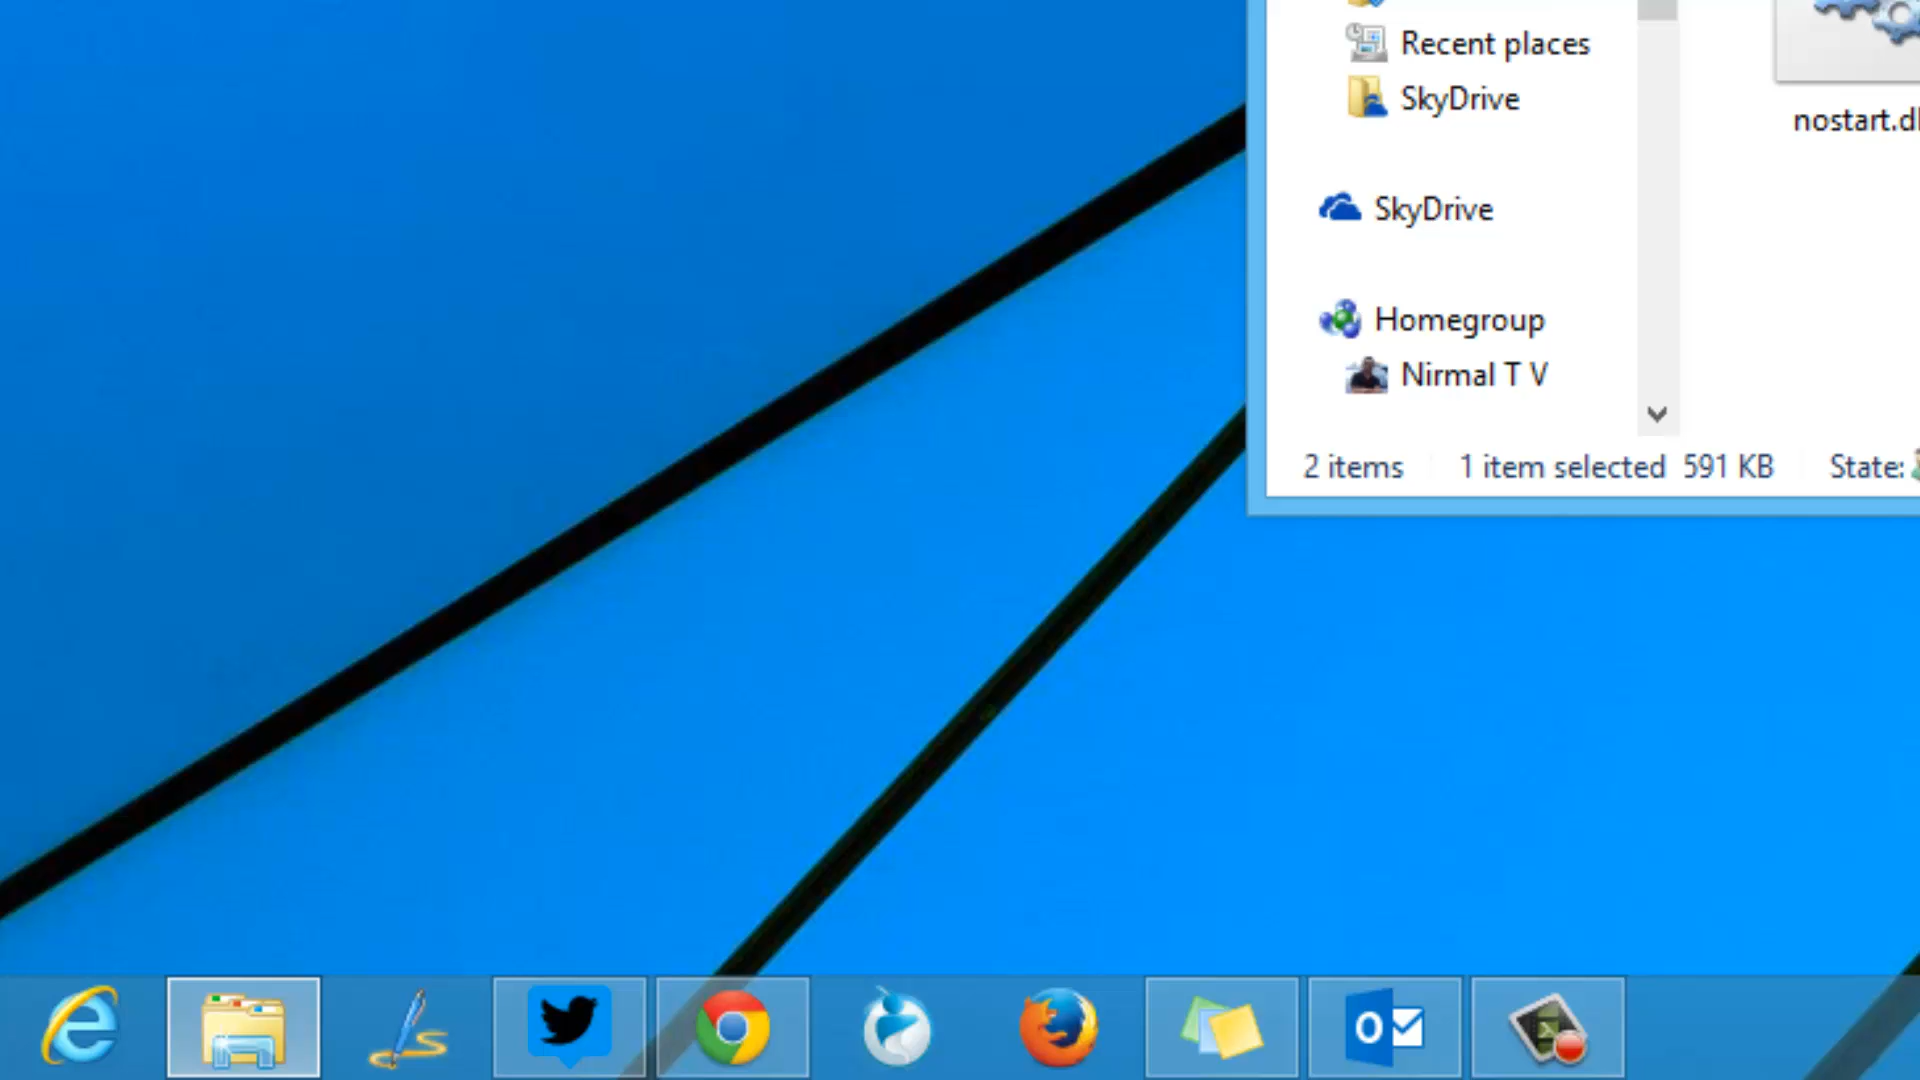 Recent places
SkyDrive
nostart.dl
SkyDrive
Homegroup
Nirmal T V
2 items 1 item selected 591 KB State: